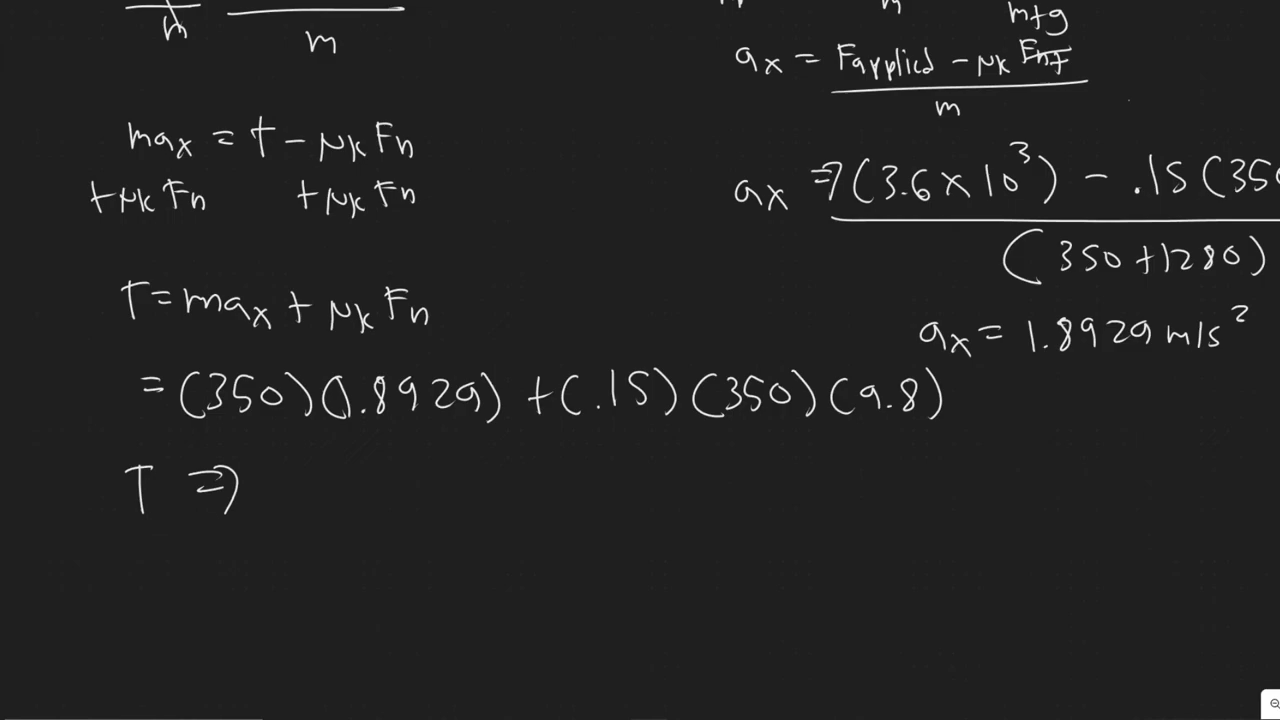 m
m
max = T - μk Fn
+μk Fn +μk Fn
T = max + μk Fn
= (350)(1.8929) + (.15)(350)(9.8)
T =>
m
mtg
ax = Fapplied - μk Fnf
m
ax => (3.6 x 10³) - .15 (350
(350 + 1280)
ax = 1.8929 m/s²